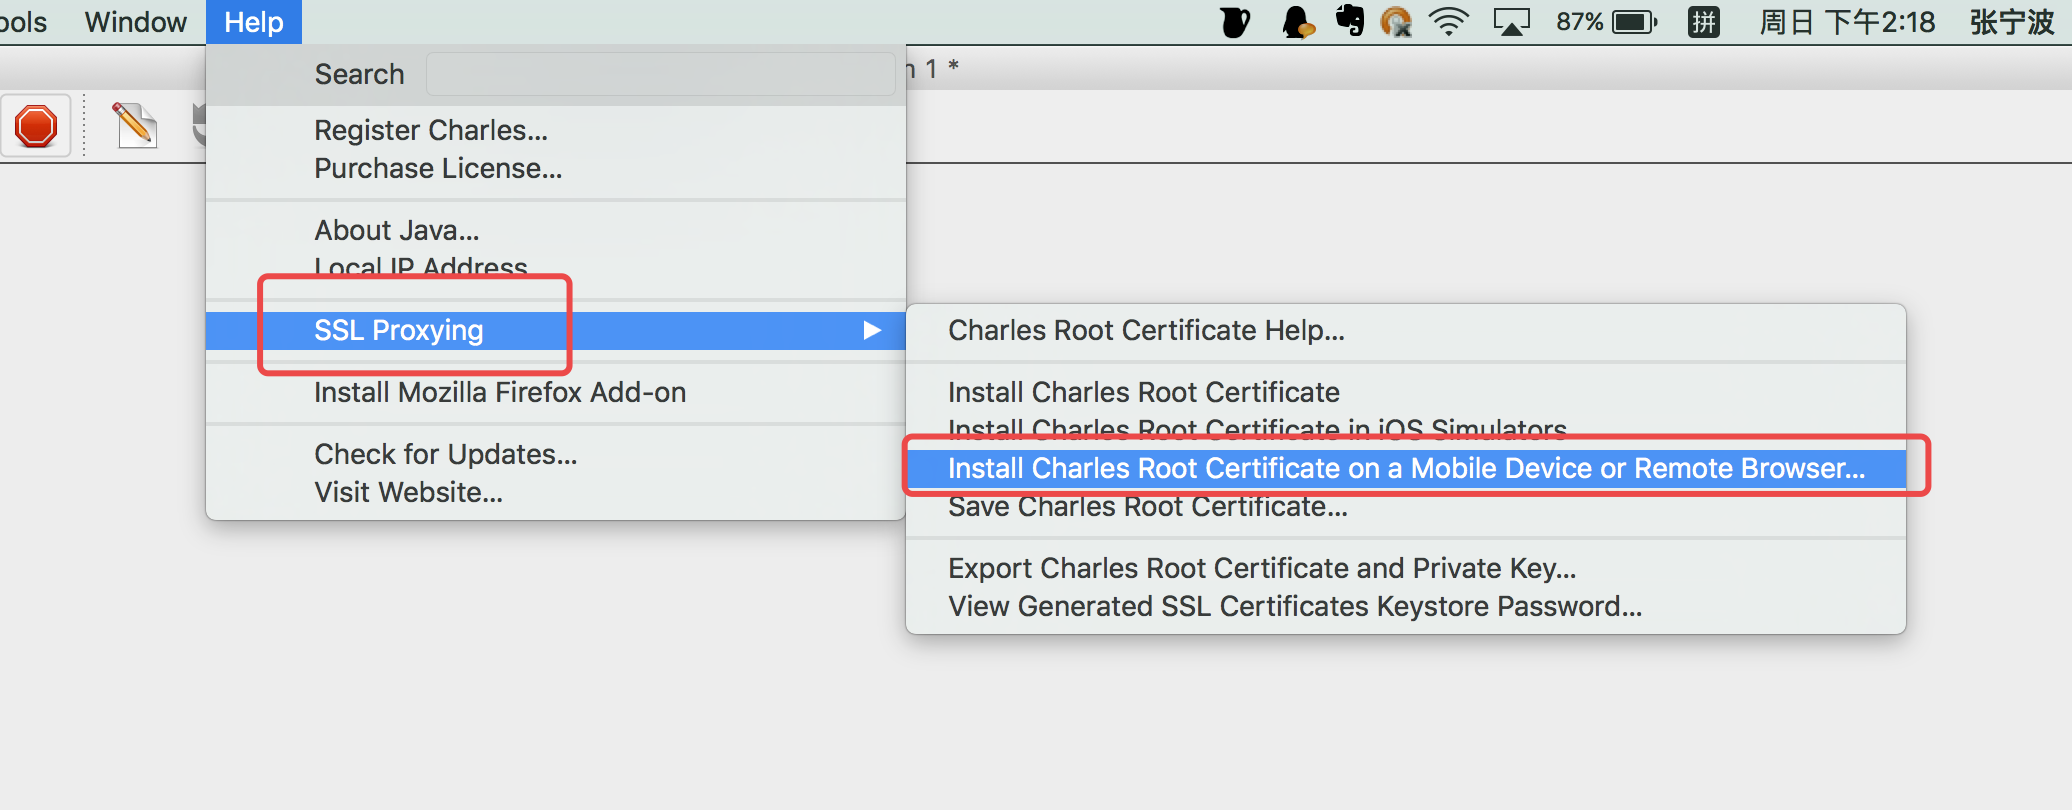 ools Window Help 87% 拼 周日 下午2:18 张宁波
Search
n 1 *
Register Charles...
Purchase License...
About Java...
Local IP Address
SSL Proxying
Install Mozilla Firefox Add-on
Check for Updates...
Visit Website...
Charles Root Certificate Help...
Install Charles Root Certificate
Install Charles Root Certificate in iOS Simulators
Install Charles Root Certificate on a Mobile Device or Remote Browser...
Save Charles Root Certificate...
Export Charles Root Certificate and Private Key...
View Generated SSL Certificates Keystore Password...